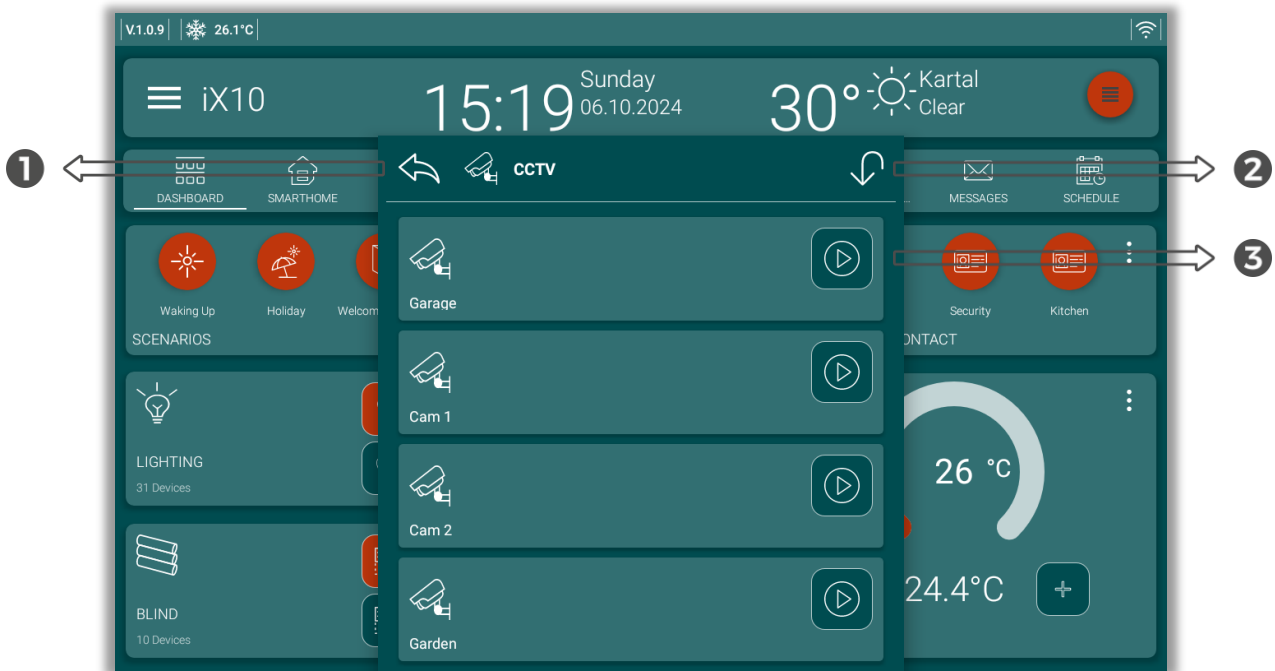 V.1.0.9 26.1°C
iX10
15:19
Sunday
06.10.2024
30°
Kartal
Clear
1
2
CCTV
DASHBOARD
SMARTHOME
...
MESSAGES
SCHEDULE
3
Waking Up
Holiday
Welcom
Security
Kitchen
SCENARIOS
ONTACT
Garage
Cam 1
LIGHTING
31 Devices
26 °C
Cam 2
BLIND
10 Devices
24.4°C
+
Garden